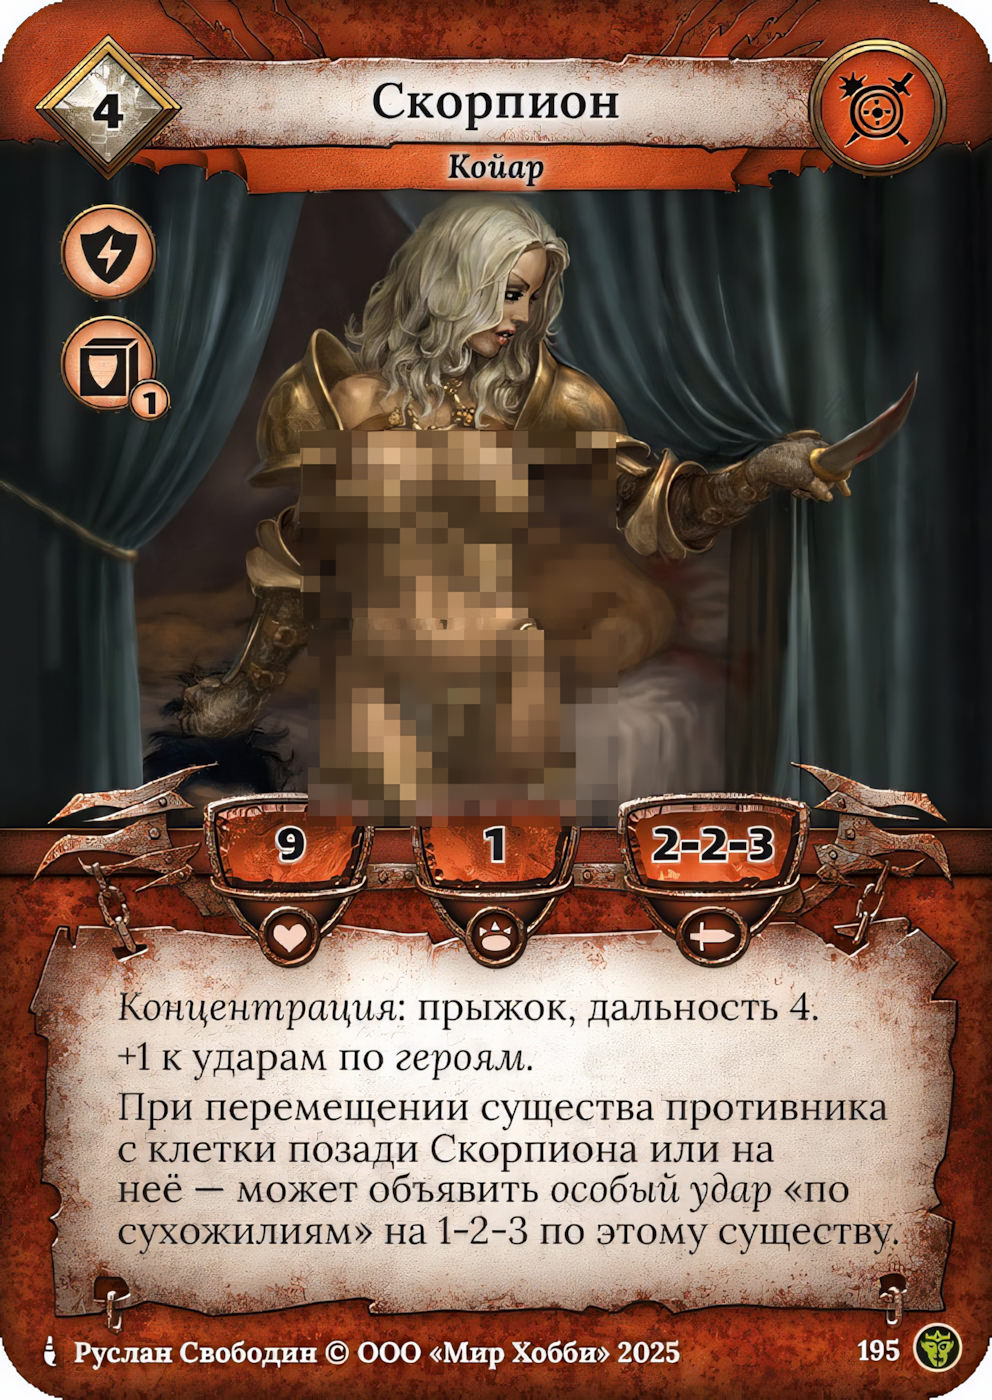 4
Скорпион
Койар
1
9
1
2-2-3
Концентрация: прыжок, дальность 4.
+1 к ударам по героям.
При перемещении существа противника
с клетки позади Скорпиона или на
неё — может объявить особый удар «по
сухожилиям» на 1-2-3 по этому существу.
Руслан Свободин © ООО «Мир Хобби» 2025
195